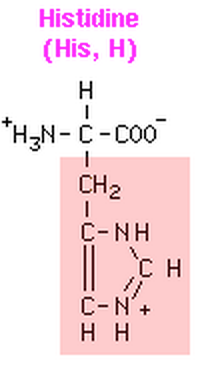 Histidine
(His, H)
H
+H3N-C-COO-
CH2
C-NH
C H
C-N+
H H